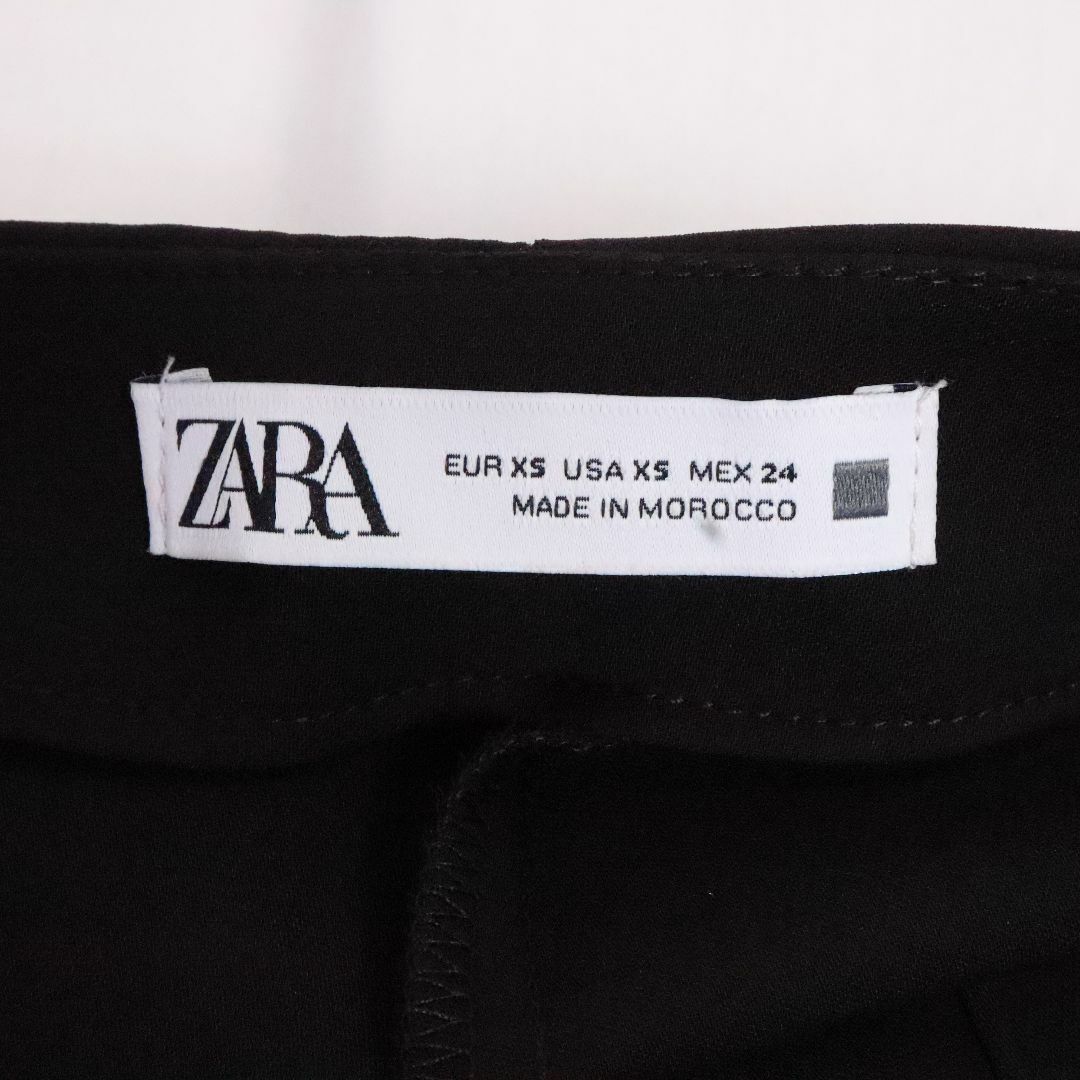 ZARA
EUR XS USA XS MEX 24
MADE IN MOROCCO